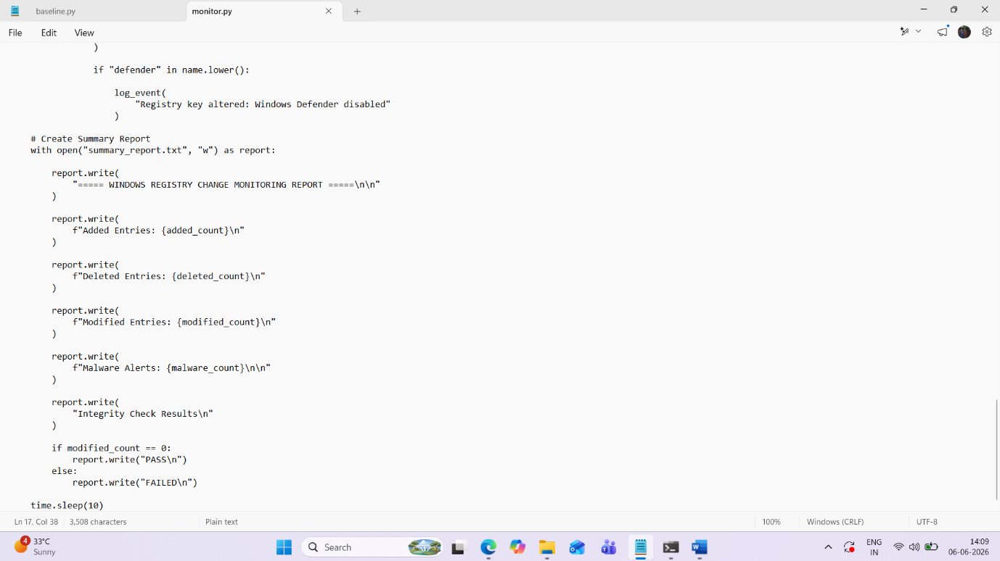 baseline.py
monitor.py
File Edit View
)
if "defender" in name.lower():
log_event(
"Registry key altered: Windows Defender disabled"
)
# Create Summary Report
with open("summary_report.txt", "w") as report:
report.write(
"===== WINDOWS REGISTRY CHANGE MONITORING REPORT =====\n\n"
)
report.write(
f"Added Entries: {added_count}\n"
)
report.write(
f"Deleted Entries: {deleted_count}\n"
)
report.write(
f"Modified Entries: {modified_count}\n"
)
report.write(
f"Malware Alerts: {malware_count}\n\n"
)
report.write(
"Integrity Check Results\n"
)
if modified_count == 0:
report.write("PASS\n")
else:
report.write("FAILED\n")
time.sleep(10)
Ln 17, Col 38 3,508 characters Plain text 100% Windows (CRLF) UTF-8
4 33°C
Sunny
Search
ENG
IN
14:09
06-06-2026